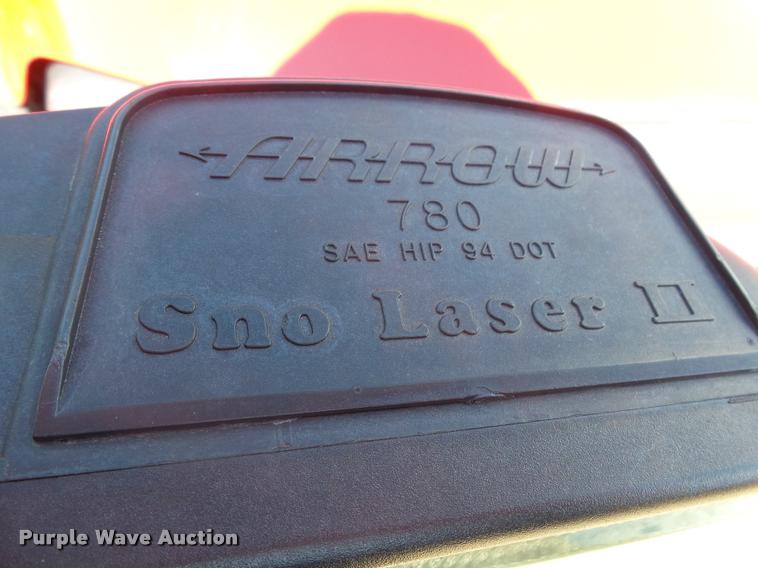 ARROW
780
SAE HIP 94 DOT
Sno Laser II
Purple Wave Auction